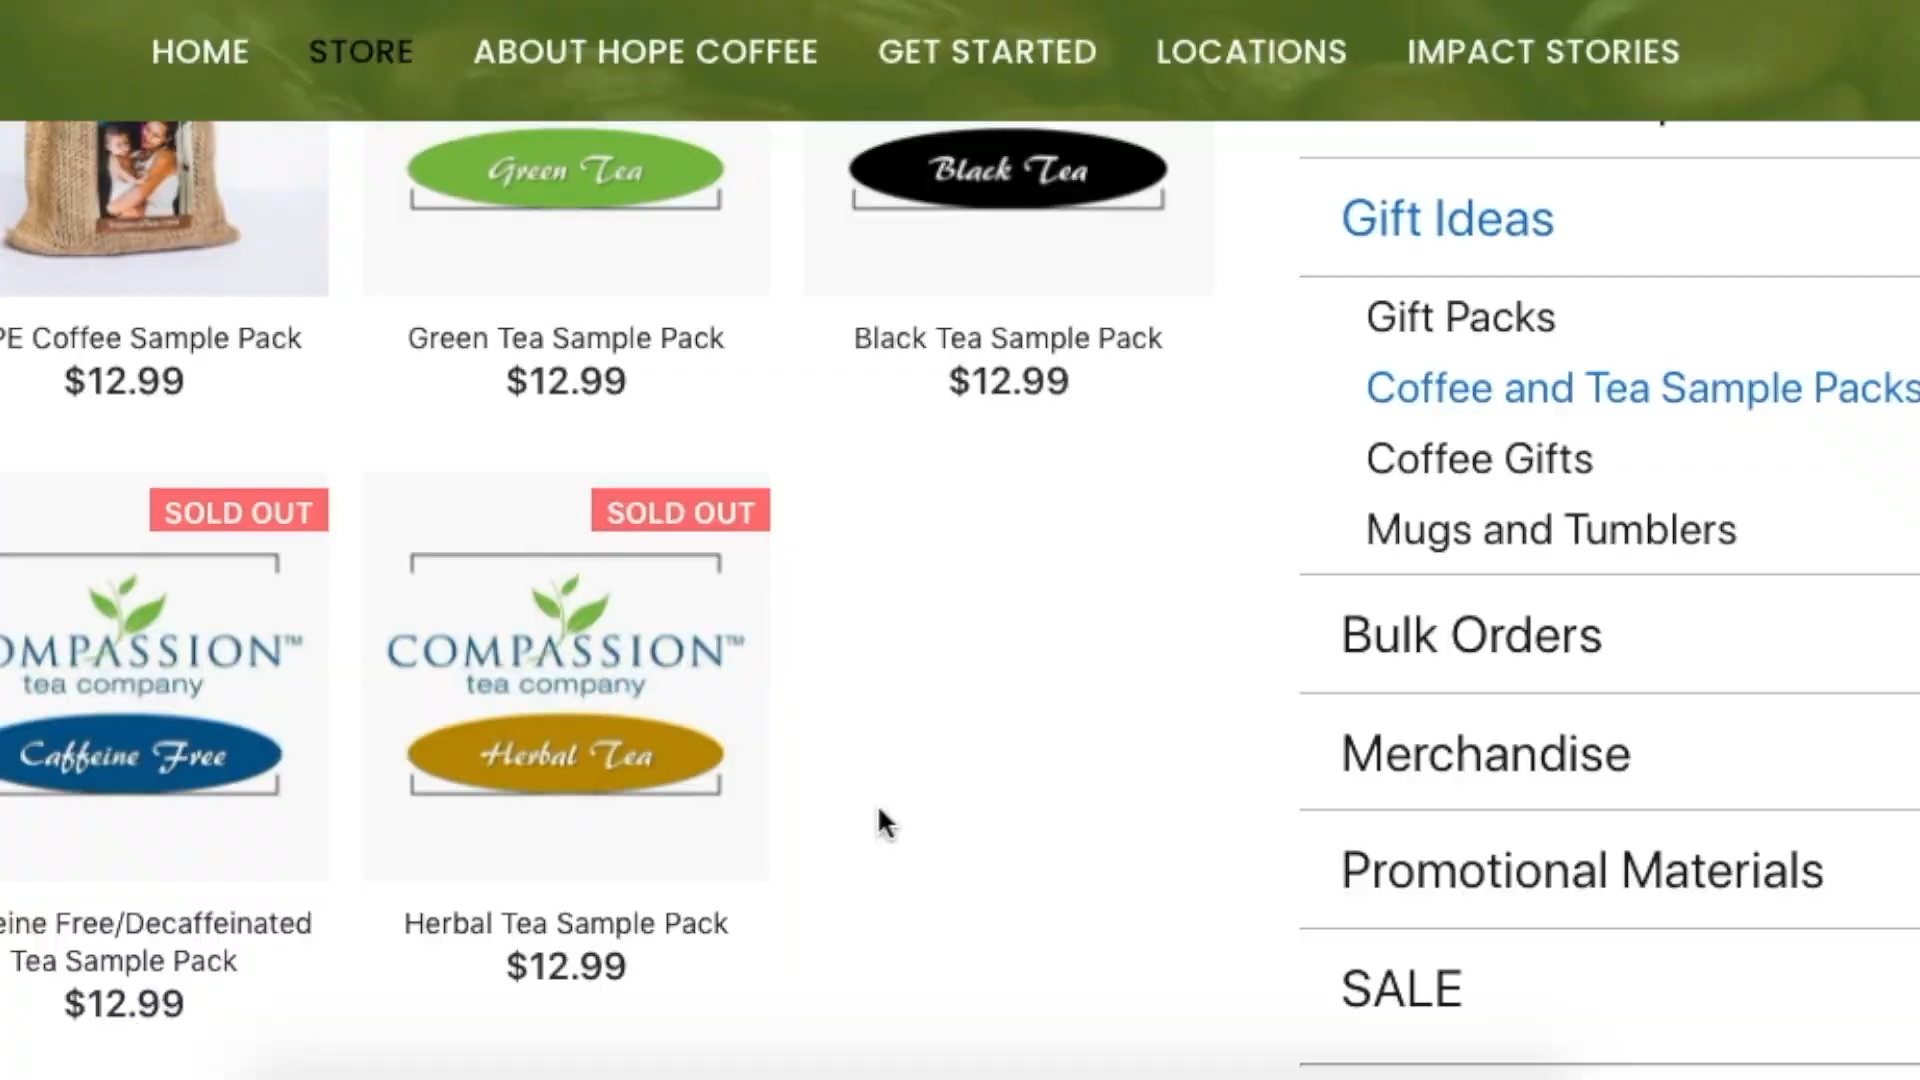 HOME STORE ABOUT HOPE COFFEE GET STARTED LOCATIONS IMPACT STORIES
Green Tea
Black Tea
PE Coffee Sample Pack
$12.99
Green Tea Sample Pack
$12.99
Black Tea Sample Pack
$12.99
SOLD OUT
OMPASSION™
tea company
Caffeine Free
eine Free/Decaffeinated
Tea Sample Pack
$12.99
SOLD OUT
COMPASSION™
tea company
Herbal Tea
Herbal Tea Sample Pack
$12.99
Gift Ideas
Gift Packs
Coffee and Tea Sample Packs
Coffee Gifts
Mugs and Tumblers
Bulk Orders
Merchandise
Promotional Materials
SALE